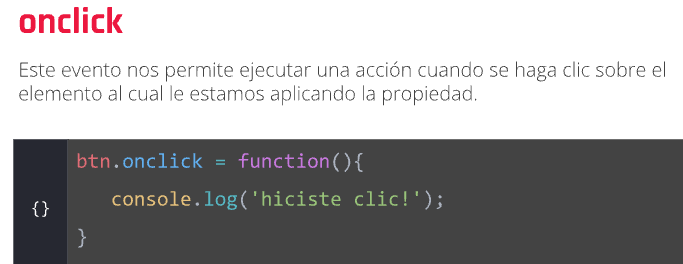 onclick
Este evento nos permite ejecutar una acción cuando se haga clic sobre el
elemento al cual le estamos aplicando la propiedad.
btn.onclick = function(){
console.log('hiciste clic!');
{}
}